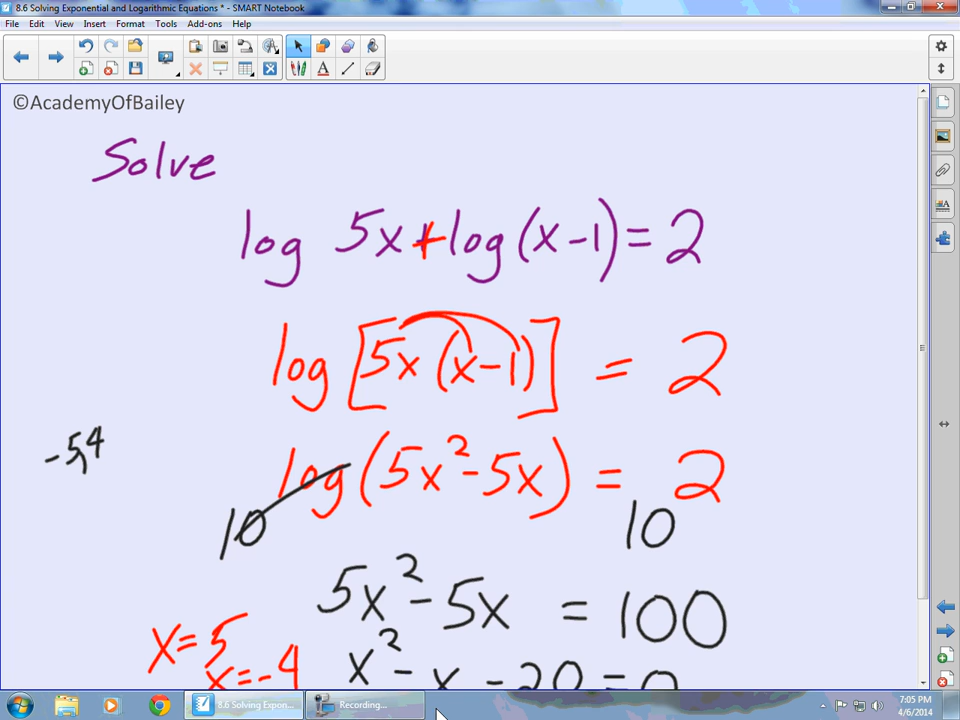 8.6 Solving Exponential and Logarithmic Equations * - SMART Notebook
File Edit View Insert Format Tools Add-ons Help
©AcademyOfBailey
Solve
log 5x+log(x-1)=2
log[5x(x-1)] = 2
-5,4
log(5x²-5x) = 2
10 10
5x²-5x = 100
x=5
x=-4
x²-x-20=0
8.6 Solving Expon...
Recording...
7:05 PM
4/6/2014